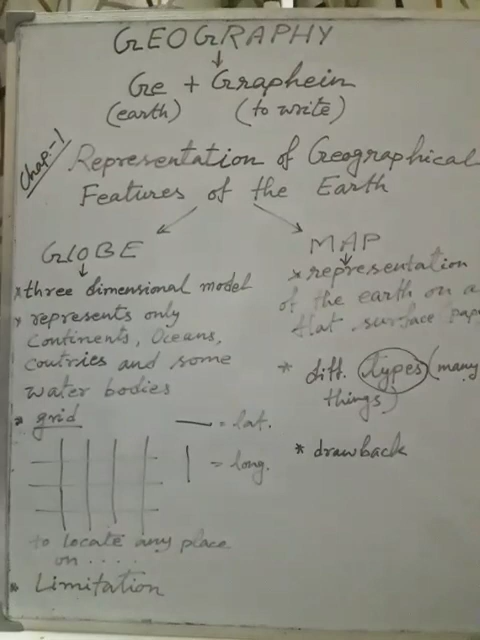 GEOGRAPHY
Ge + Graphein
(earth) (to write)
Chap-1
Representation of Geographical
Features of the Earth
GlOBE
* three dimensional model
* represents only
Continents, Oceans,
coutries and some
water bodies
* grid
— = lat.
| = long.
to locate any place
on ....
* Limitation
MAP
* representation
of the earth on a
flat surface
* diff. types (many
things)
* drawback